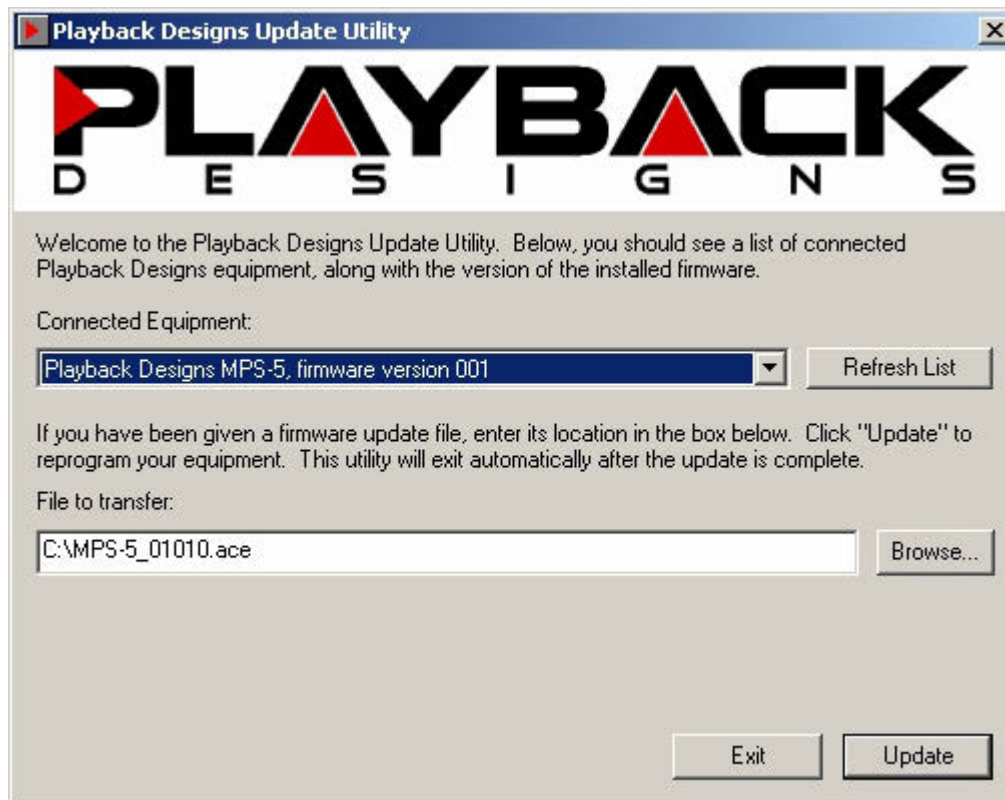 Playback Designs Update Utility
PLAYBACK
DESIGNS
Welcome to the Playback Designs Update Utility.  Below, you should see a list of connected
Playback Designs equipment, along with the version of the installed firmware.
Connected Equipment:
Playback Designs MPS-5, firmware version 001
Refresh List
If you have been given a firmware update file, enter its location in the box below.  Click "Update" to
reprogram your equipment.  This utility will exit automatically after the update is complete.
File to transfer:
C:\MPS-5_01010.ace
Browse...
Exit
Update